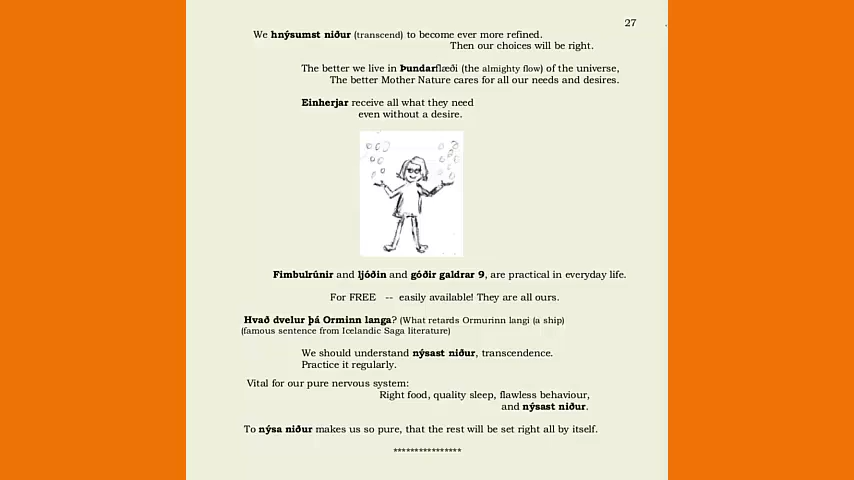 27
We hnýsumst niður (transcend) to become ever more refined.
Then our choices will be right.
The better we live in Þundarflæði (the almighty flow) of the universe,
The better Mother Nature cares for all our needs and desires.
Einherjar receive all what they need
even without a desire.
Fimbulrúnir and ljóðin and góðir galdrar 9, are practical in everyday life.
For FREE -- easily available! They are all ours.
Hvað dvelur þá Orminn langa? (What retards Ormurinn langi (a ship)
(famous sentence from Icelandic Saga literature)
We should understand nýsast niður, transcendence.
Practice it regularly.
Vital for our pure nervous system:
Right food, quality sleep, flawless behaviour,
and nýsast niður.
To nýsa niður makes us so pure, that the rest will be set right all by itself.
****************